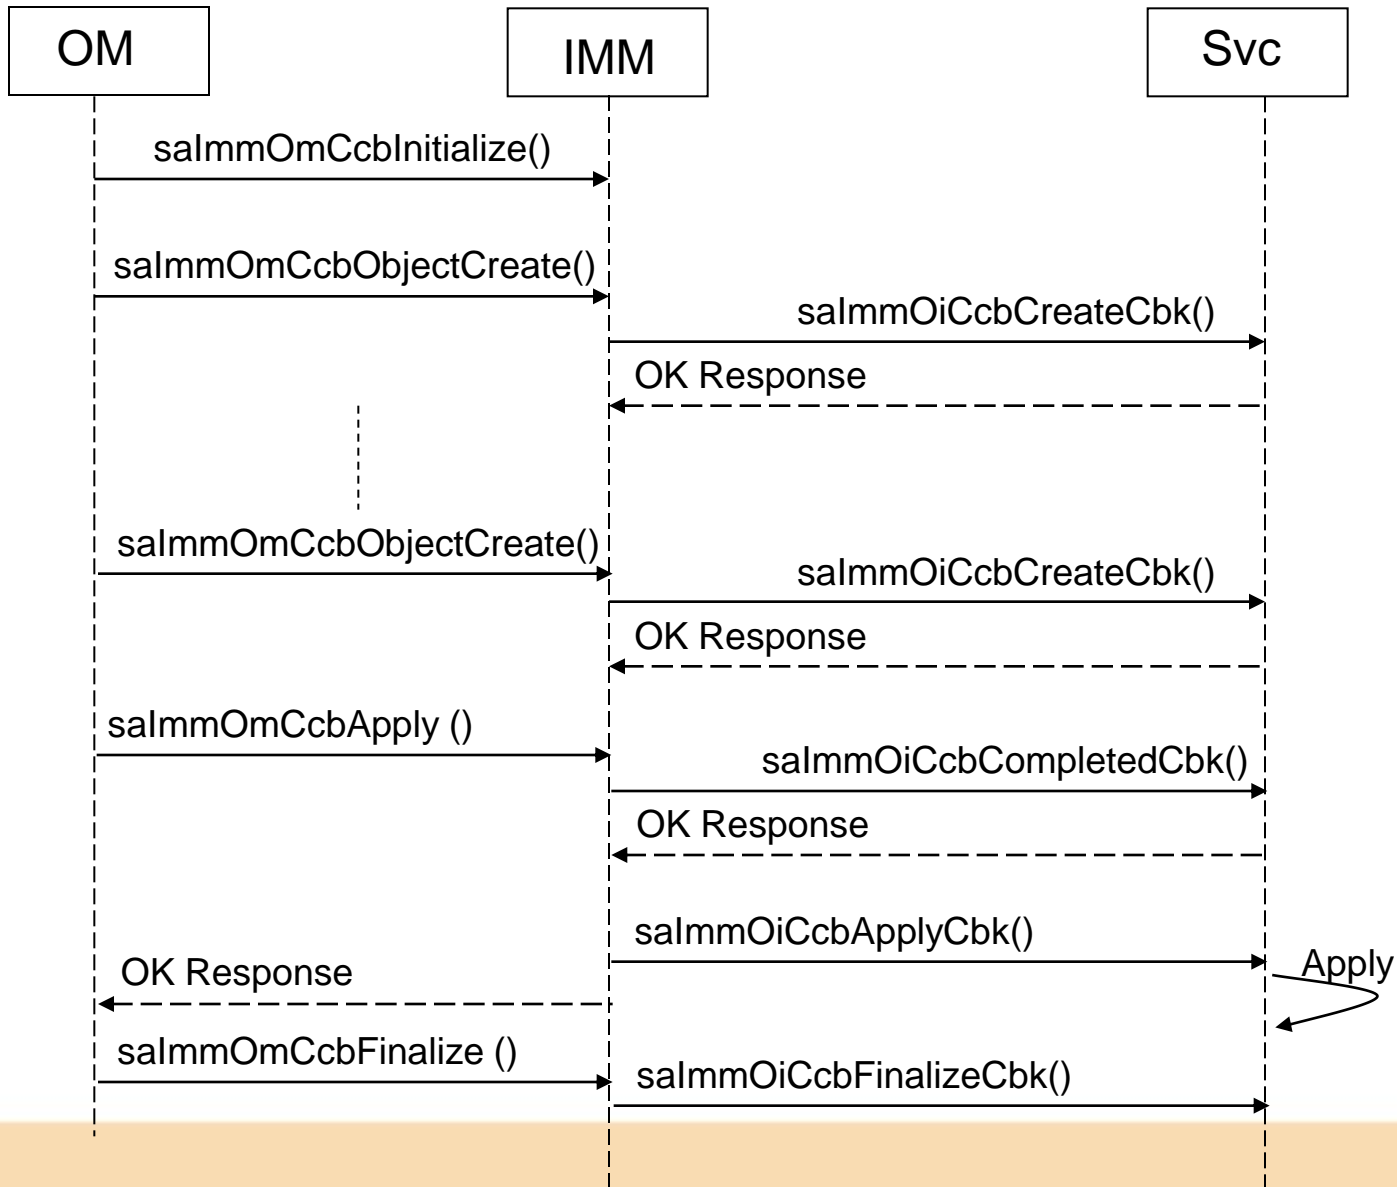 OM
IMM
Svc
saImmOmCcbInitialize()
saImmOmCcbObjectCreate()
saImmOiCcbCreateCbk()
OK Response
saImmOmCcbObjectCreate()
saImmOiCcbCreateCbk()
OK Response
saImmOmCcbApply ()
saImmOiCcbCompletedCbk()
OK Response
saImmOiCcbApplyCbk()
Apply
OK Response
saImmOmCcbFinalize ()
saImmOiCcbFinalizeCbk()